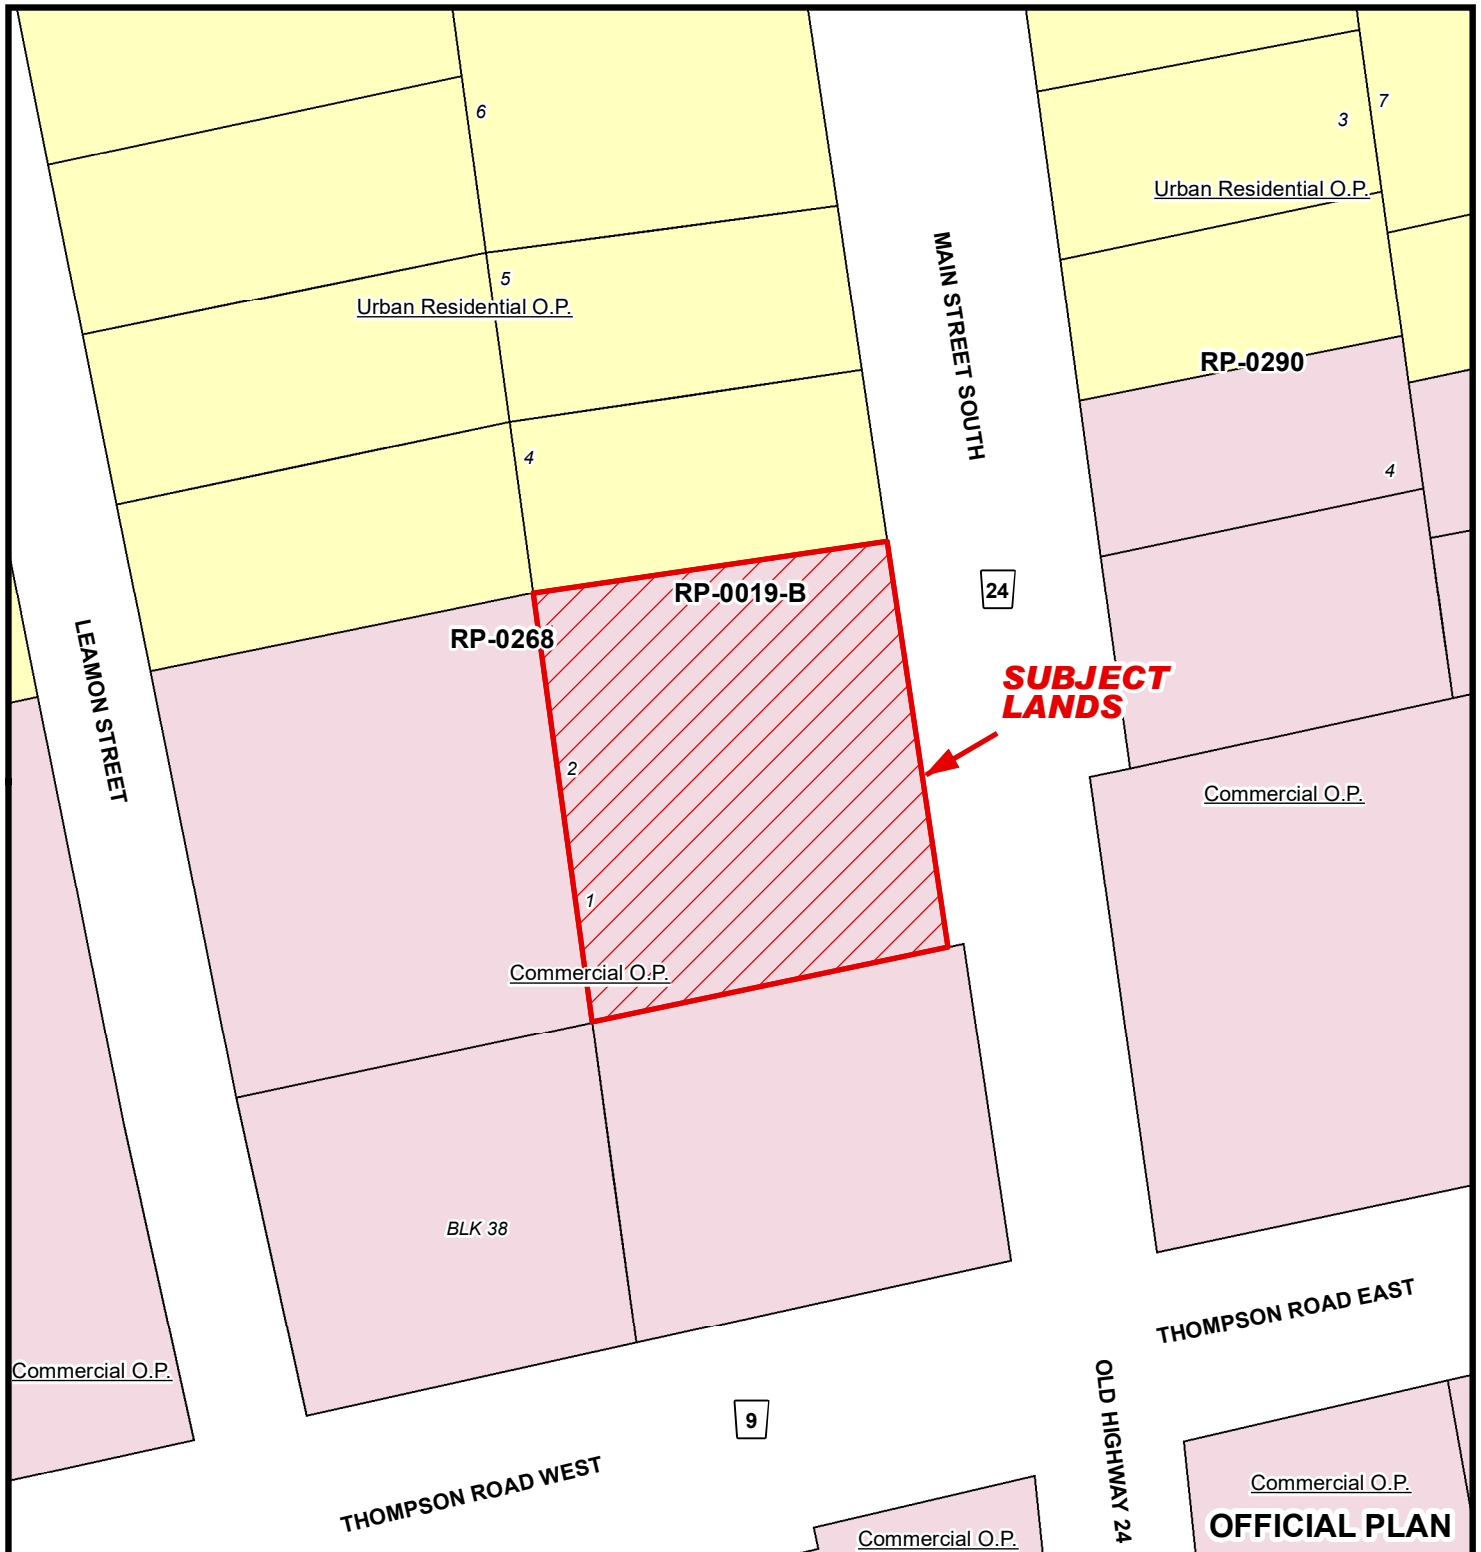 7
6
3
Urban Residential O.P.
MAIN STREET SOUTH
5
Urban Residential O.P.
RP-0290
4
4
24
RP-0019-B
LEAMON STREET
RP-0268
SUBJECT
LANDS
2
Commercial O.P.
1
Commercial O.P.
BLK 38
THOMPSON ROAD EAST
Commercial O.P.
9
OLD HIGHWAY 24
THOMPSON ROAD WEST
Commercial O.P.
OFFICIAL PLAN
Commercial O.P.